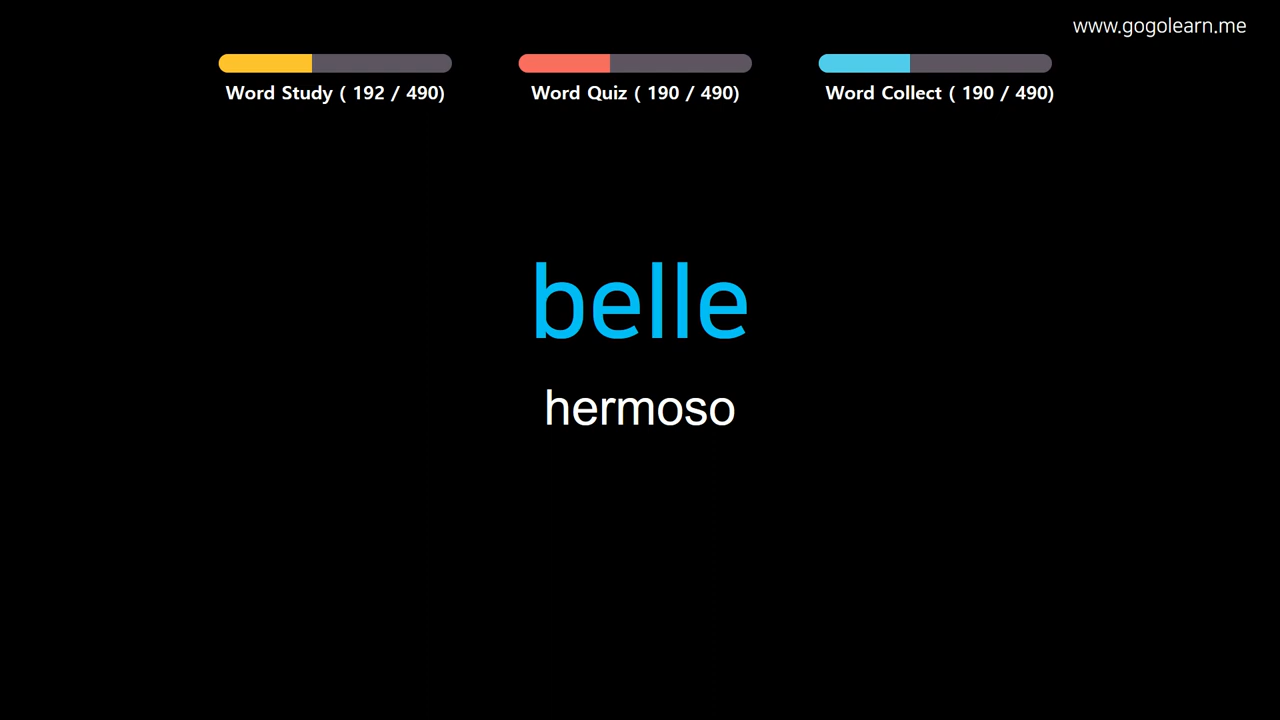 www.gogolearn.me
Word Study ( 192 / 490)
Word Quiz ( 190 / 490)
Word Collect ( 190 / 490)
belle
hermoso